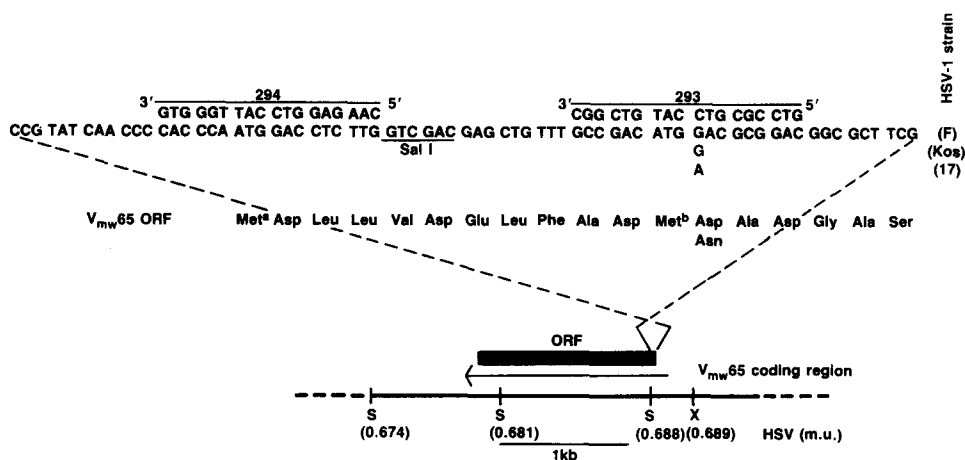 HSV-1 strain
294
293
3' GTG GGT TAC CTG GAG AAC 5'
3' CGG CTG TAC CTG CGC CTG 5'
CCG TAT CAA CCC CAC CCA ATG GAC CTC TTG GTC GAC GAG CTG TTT GCC GAC ATG GAC GCG GAC GGC GCT TCG (F)
Sal I
G (Kos)
A (17)
Vmw65 ORF Metᵃ Asp Leu Leu Val Asp Glu Leu Phe Ala Asp Metᵇ Asp Ala Asp Gly Ala Ser
Asn
ORF
Vmw65 coding region
S S S X
(0.674) (0.681) (0.688) (0.689) HSV (m.u.)
1kb